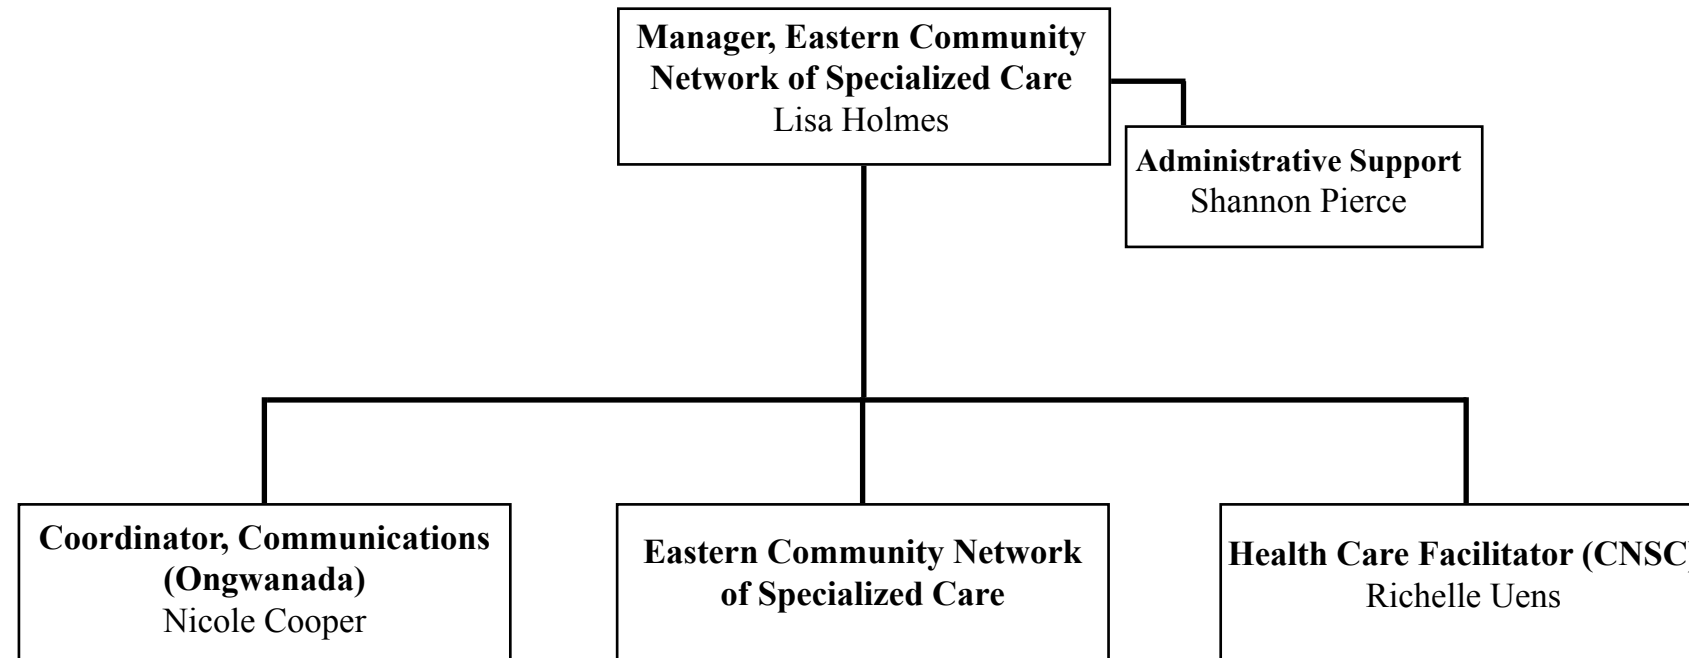 Manager, Eastern Community
Network of Specialized Care
Lisa Holmes
Administrative Support
Shannon Pierce
Coordinator, Communications
(Ongwanada)
Nicole Cooper
Eastern Community Network
of Specialized Care
Health Care Facilitator (CNSC)
Richelle Uens